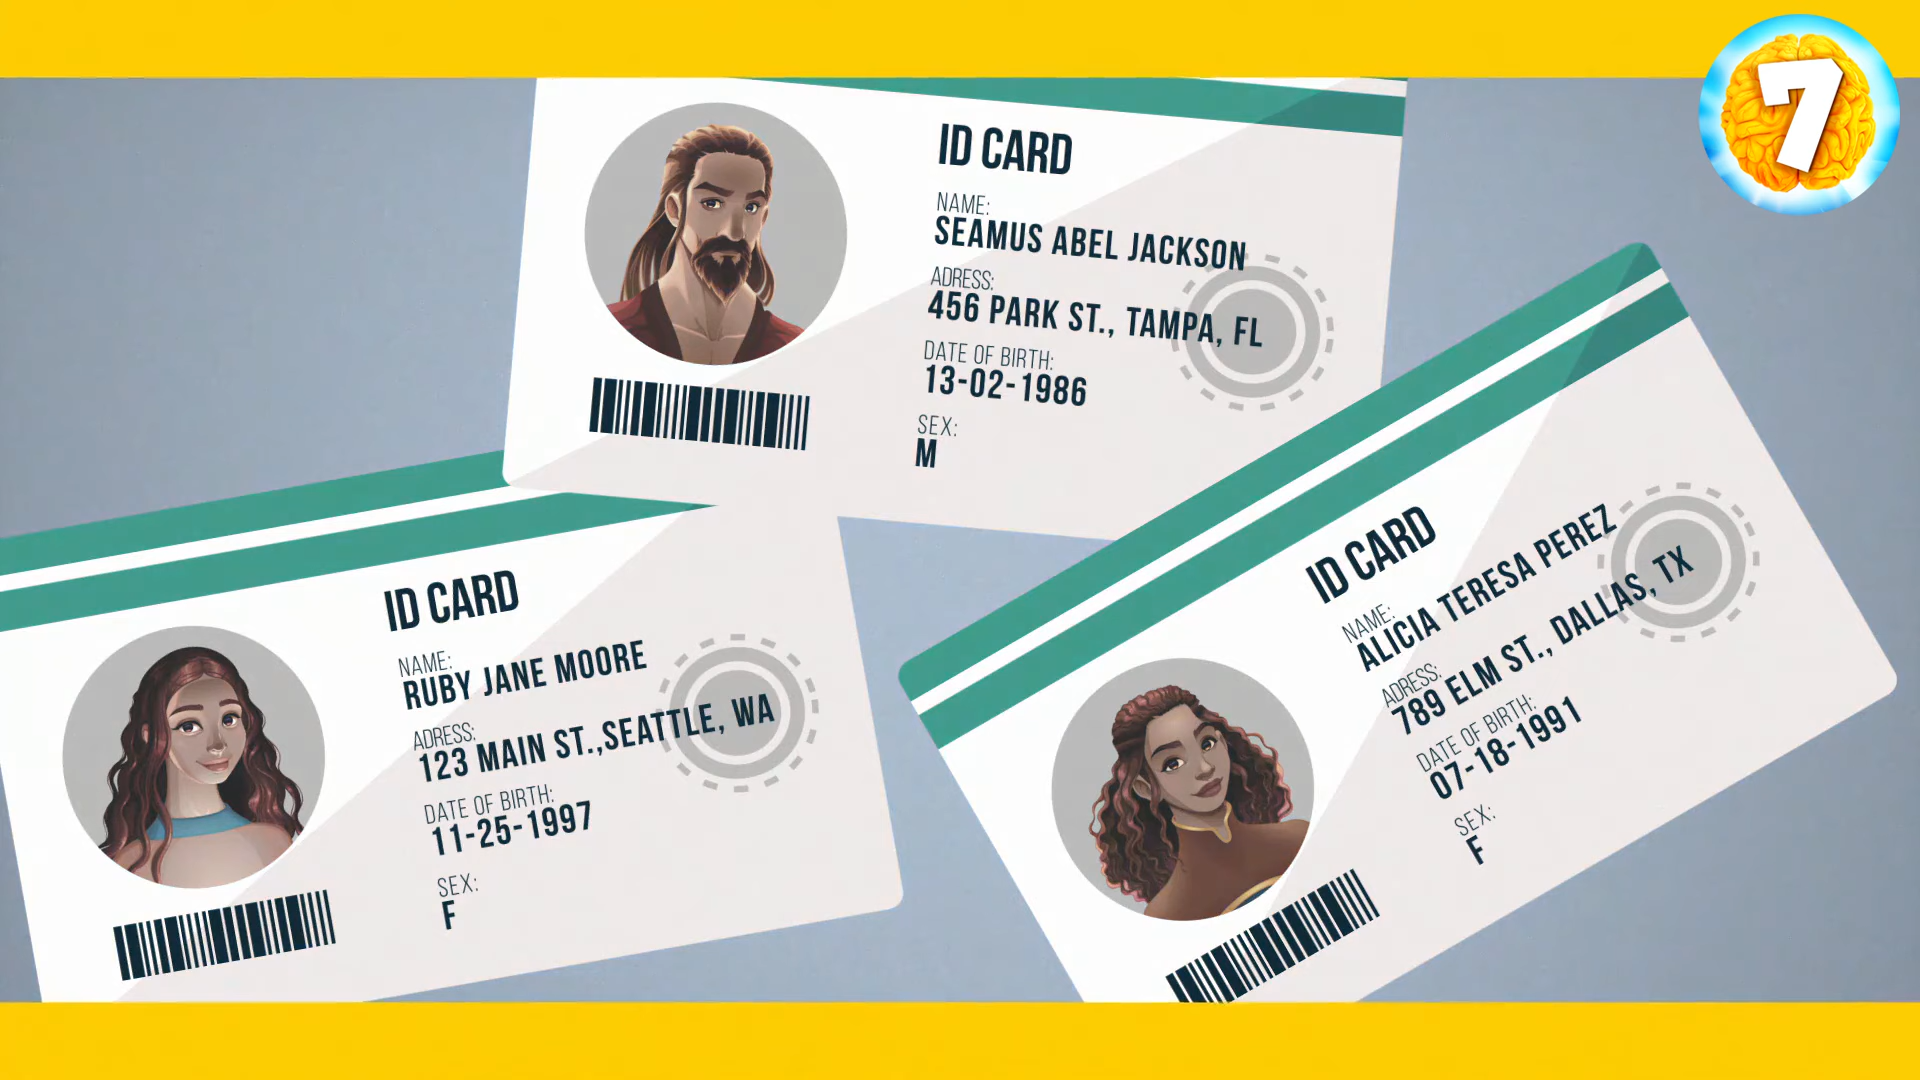 7
ID CARD
NAME:
SEAMUS ABEL JACKSON
ADRESS:
456 PARK ST., TAMPA, FL
DATE OF BIRTH:
13-02-1986
SEX:
M
ID CARD
NAME:
RUBY JANE MOORE
ADRESS:
123 MAIN ST.,SEATTLE, WA
DATE OF BIRTH:
11-25-1997
SEX:
F
ID CARD
NAME:
ALICIA TERESA PEREZ
ADRESS:
789 ELM ST., DALLAS, TX
DATE OF BIRTH:
07-18-1991
SEX:
F